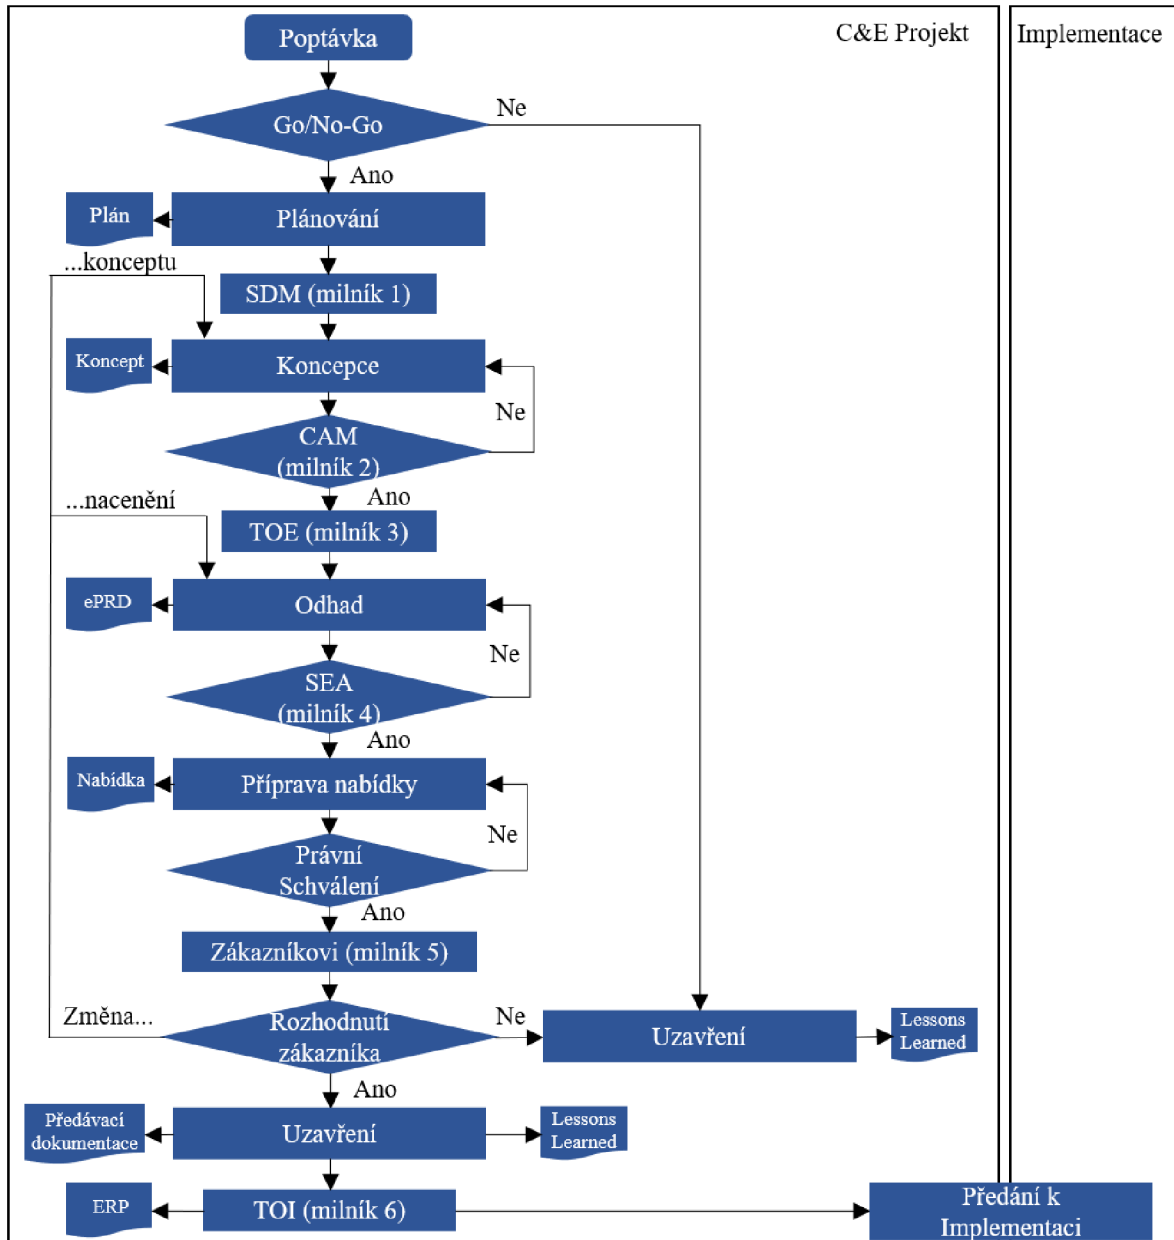 C&E Projekt
Implementace
Poptávka
Go/No-Go
Ne
Ano
Plán
Plánování
...konceptu
SDM (milník 1)
Koncept
Koncepce
Ne
CAM
(milník 2)
Ano
...nacenění
TOE (milník 3)
ePRD
Odhad
Ne
SEA
(milník 4)
Ano
Nabídka
Příprava nabídky
Ne
Právní
Schválení
Ano
Zákazníkovi (milník 5)
Změna...
Rozhodnutí
zákazníka
Ne
Uzavření
Lessons
Learned
Ano
Předávací
dokumentace
Uzavření
Lessons
Learned
ERP
TOI (milník 6)
Předání k
Implementaci